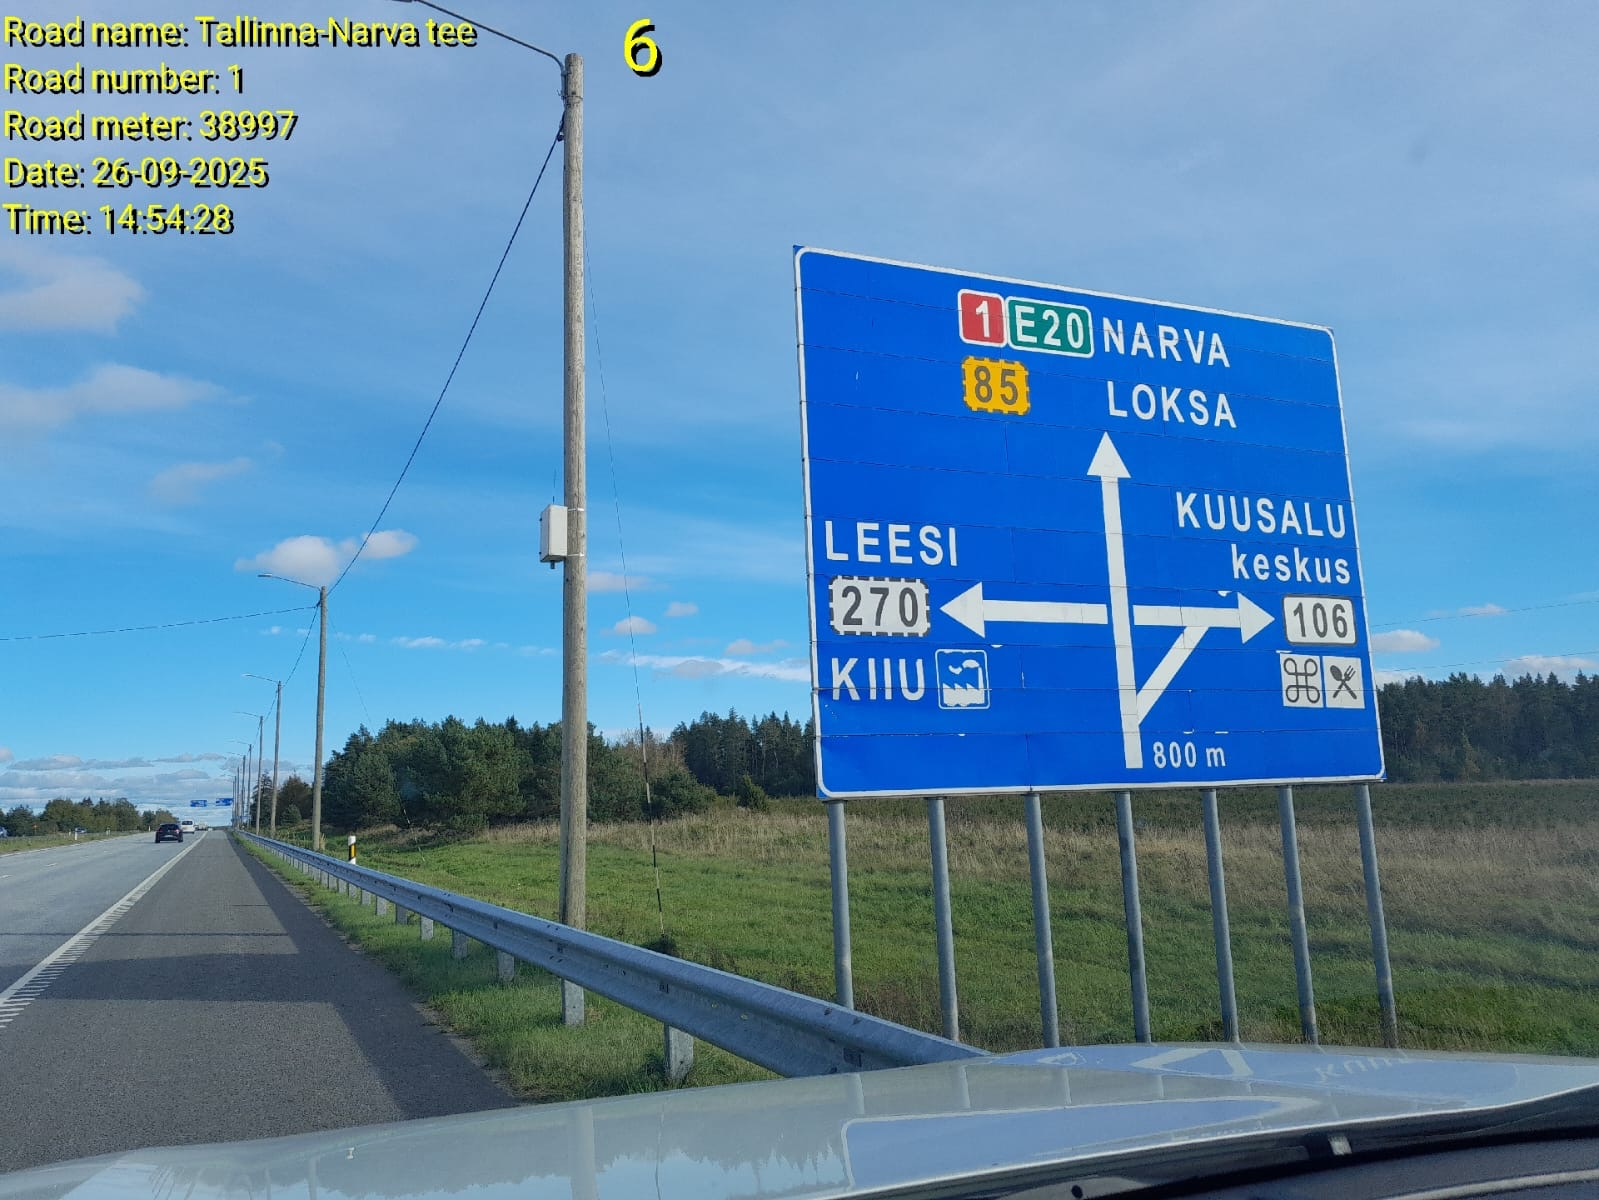 Road name: Tallinna-Narva tee
Road number: 1
Road meter: 38997
Date: 26-09-2025
Time: 14:54:28
6
1 E20 NARVA
85 LOKSA
KUUSALU
keskus
LEESI
270
106
KIIU
800 m